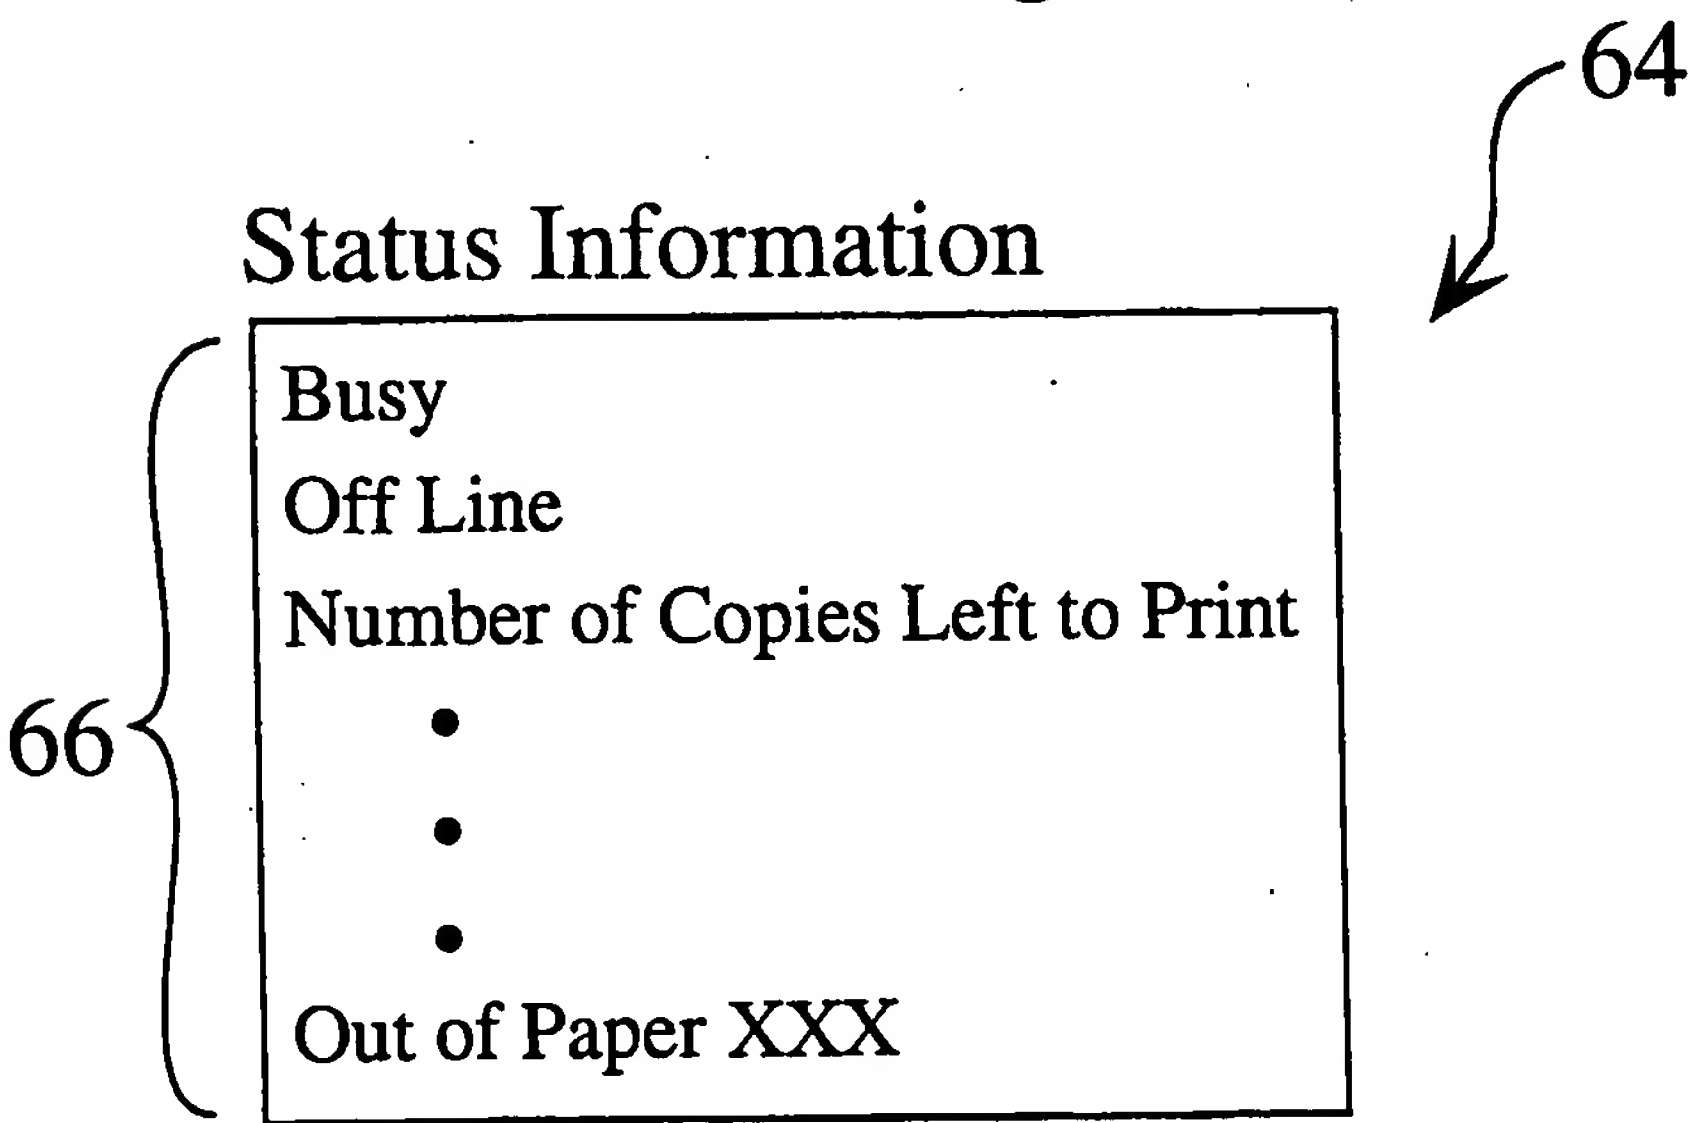 64
Status Information
Busy
Off Line
Number of Copies Left to Print
66
Out of Paper XXX